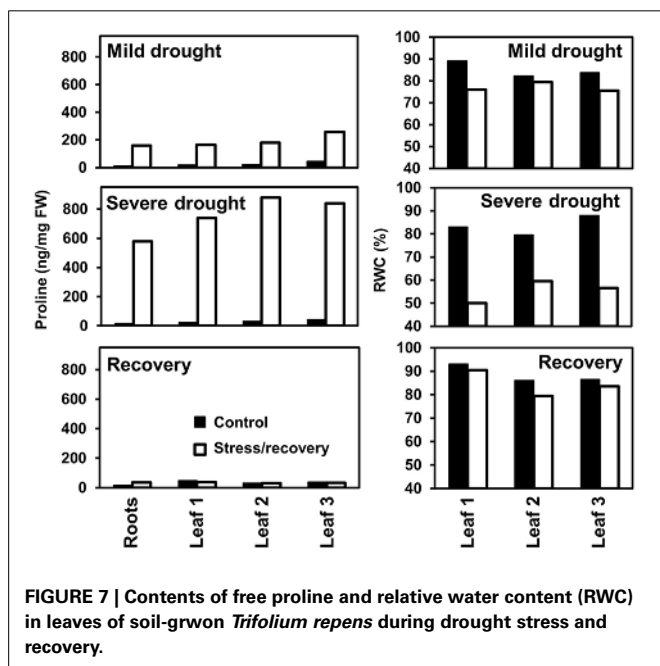 Mild drought
800
600
400
200
0
Severe drought
800
600
400
200
0
Recovery
800
600
400
200
0
Control
Stress/recovery
Proline (ng/mg FW)
Roots
Leaf 1
Leaf 2
Leaf 3
Mild drought
100
90
80
70
60
50
40
Severe drought
100
90
80
70
60
50
40
Recovery
100
90
80
70
60
50
40
RWC (%)
Leaf 1
Leaf 2
Leaf 3
FIGURE 7 | Contents of free proline and relative water content (RWC)
in leaves of soil-grwon Trifolium repens during drought stress and
recovery.